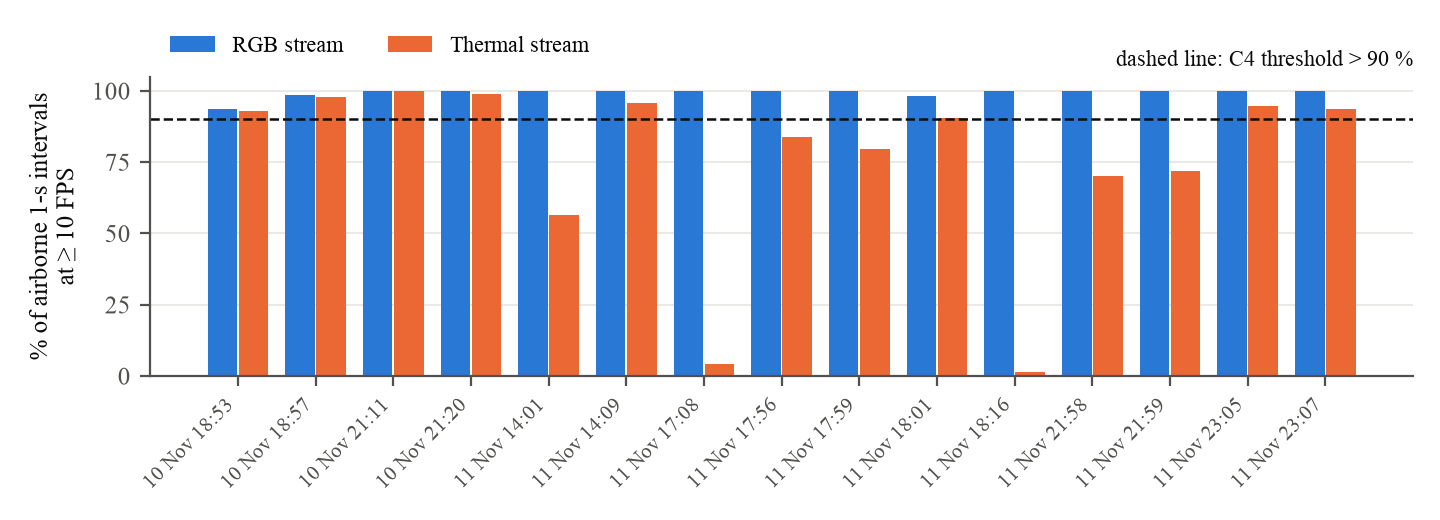 RGB stream
Thermal stream
dashed line: C4 threshold > 90 %
% of airborne 1-s intervals
at ≥ 10 FPS
100
75
50
25
0
10 Nov 18:53
10 Nov 18:57
10 Nov 21:11
10 Nov 21:20
11 Nov 14:01
11 Nov 14:09
11 Nov 17:08
11 Nov 17:56
11 Nov 17:59
11 Nov 18:01
11 Nov 18:16
11 Nov 21:58
11 Nov 21:59
11 Nov 23:05
11 Nov 23:07